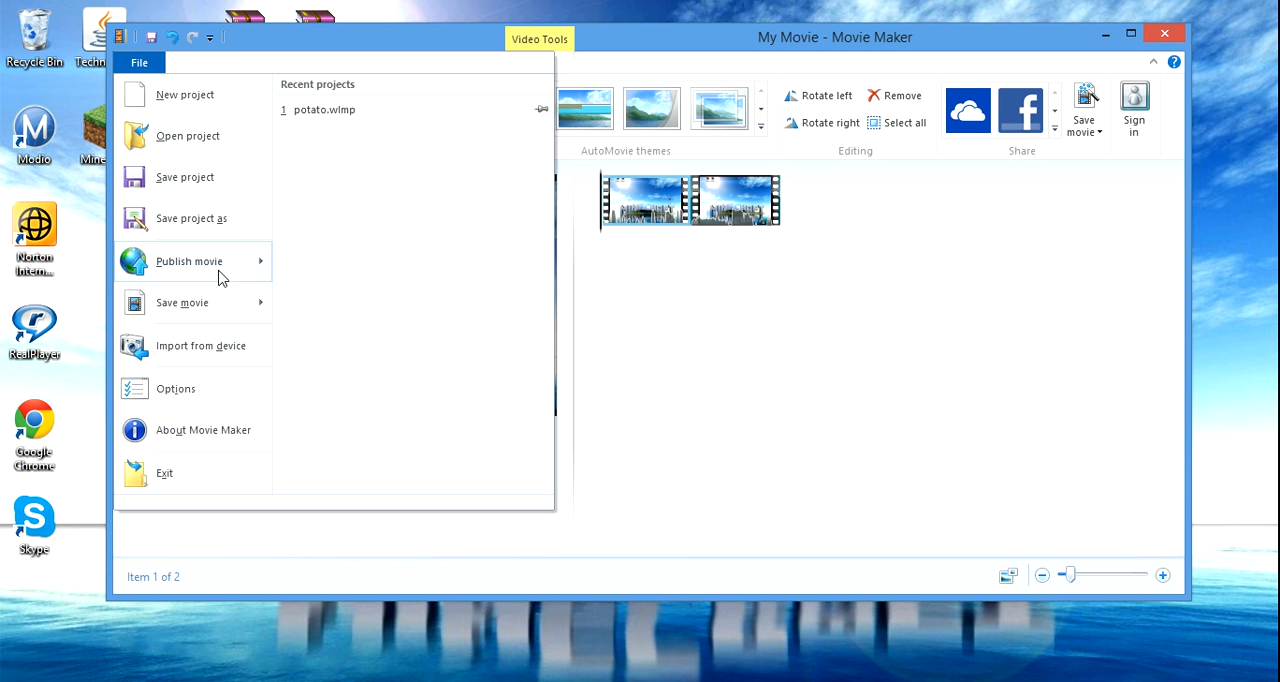 Video Tools
My Movie - Movie Maker
File
New project
Open project
Save project
Save project as
Publish movie
Save movie
Import from device
Options
About Movie Maker
Exit
Recent projects
1 potato.wlmp
AutoMovie themes
Rotate left
Remove
Rotate right
Select all
Editing
Share
Save
movie
Sign
in
Item 1 of 2
Recycle Bin
Techn
Modio
Mine
Norton
Intern...
RealPlayer
Google
Chrome
Skype